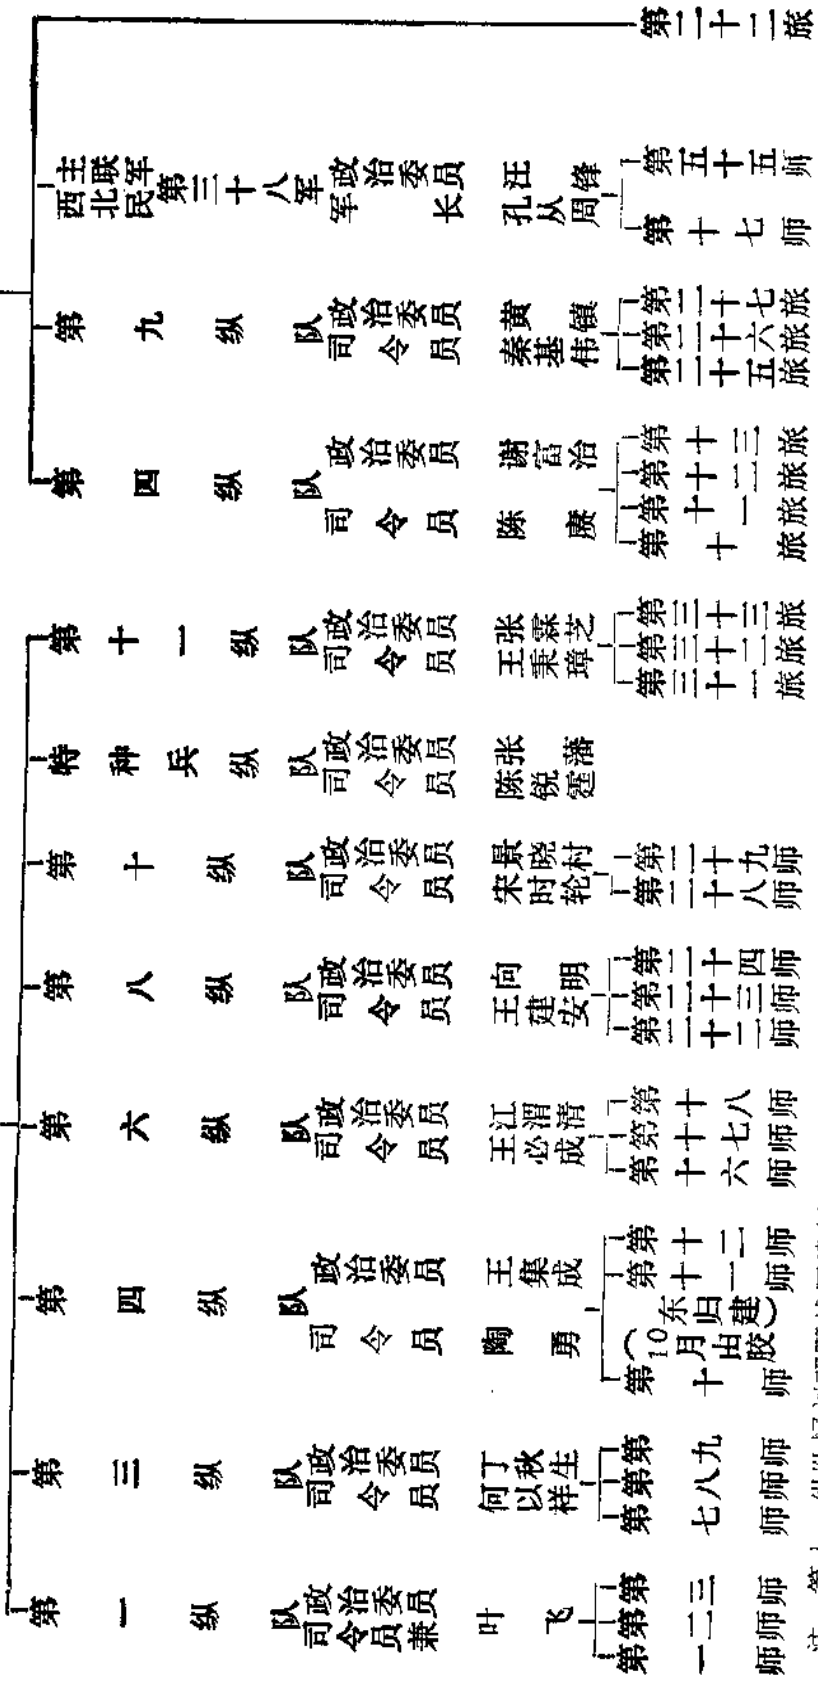 第一纵队
司令员兼政治委员 叶飞
第一师
第二师
第三师
第三纵队
司令员 何以样
政治委员 丁秋生
第七师
第八师
第九师
第四纵队
司令员 陶勇
政治委员 王集成
第十师
（10月由胶东归建）
第十一师
第十二师
第六纵队
司令员 王必成
政治委员 江渭清
第十六师
第十七师
第十八师
第八纵队
司令员 王建安
政治委员 向明
第二十二师
第二十三师
第二十四师
第十纵队
司令员 宋时轮
政治委员 景晓村
第二十八师
第二十九师
特种兵纵队
司令员 陈锐霆
政治委员 张藩
第十一纵队
司令员 王秉璋
政治委员 张霖芝
第三十一旅
第三十二旅
第三十三旅
第四纵队
司令员 陈赓
政治委员 谢富治
第十旅
第十一旅
第十二旅
第十三旅
第九纵队
司令员 秦基伟
政治委员 黄镇
第二十五旅
第二十六旅
第二十七旅
西北民主联军第三十八军
军长 孔从周
政治委员 汪锋
第十七师
第五十五师
第二十二旅